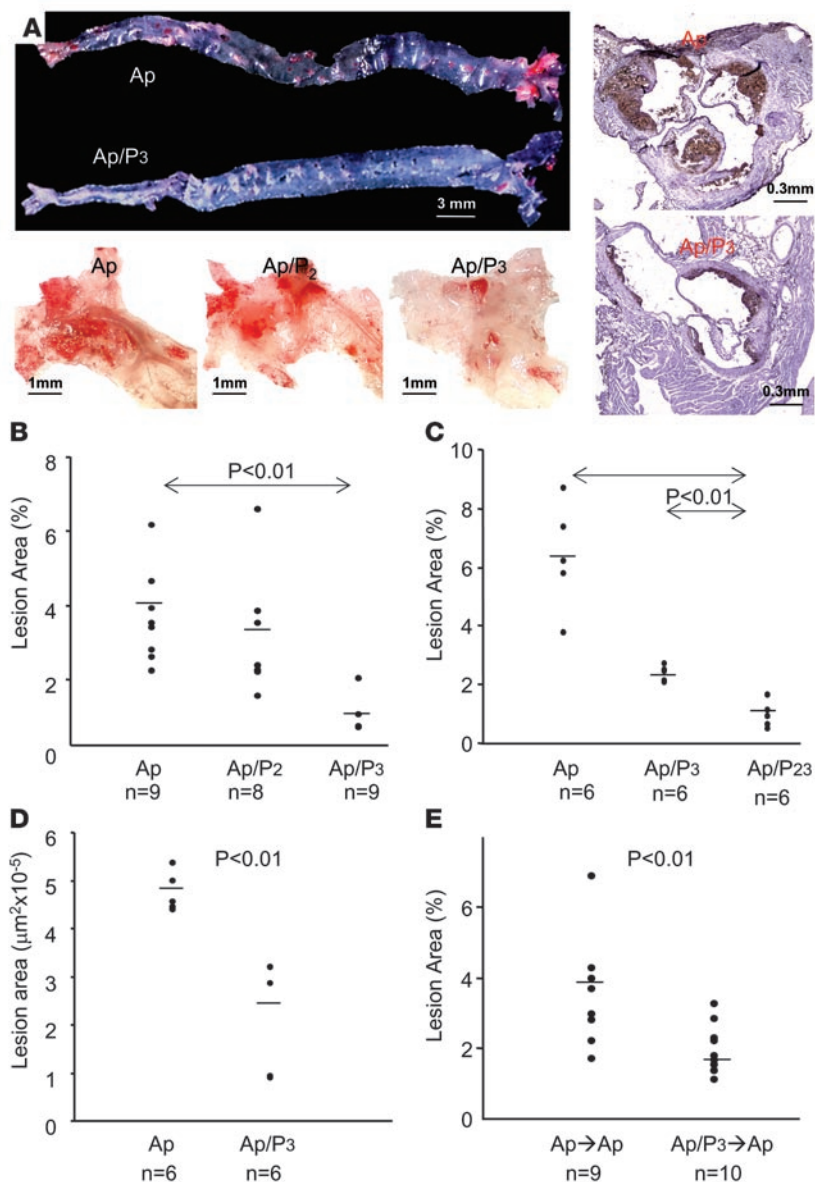 A
Ap
Ap/P3
3 mm
Ap
0.3mm
Ap/P3
0.3mm
Ap
1mm
Ap/P2
1mm
Ap/P3
1mm
B
Lesion Area (%)
8
6
4
2
0
P<0.01
Ap
n=9
Ap/P2
n=8
Ap/P3
n=9
C
Lesion Area (%)
10
8
6
4
2
0
P<0.01
Ap
n=6
Ap/P3
n=6
Ap/P23
n=6
D
Lesion area (μm²x10⁻⁵)
6
5
4
3
2
1
0
P<0.01
Ap
n=6
Ap/P3
n=6
E
Lesion Area (%)
8
6
4
2
0
P<0.01
Ap→Ap
n=9
Ap/P3→Ap
n=10